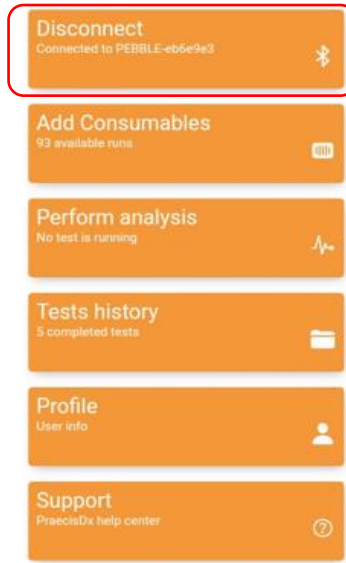 Disconnect
Connected to PEBBLE-eb6e9e3
Add Consumables
93 available runs
Perform analysis
No test is running
Tests history
5 completed tests
Profile
User info
Support
PraecisDx help center